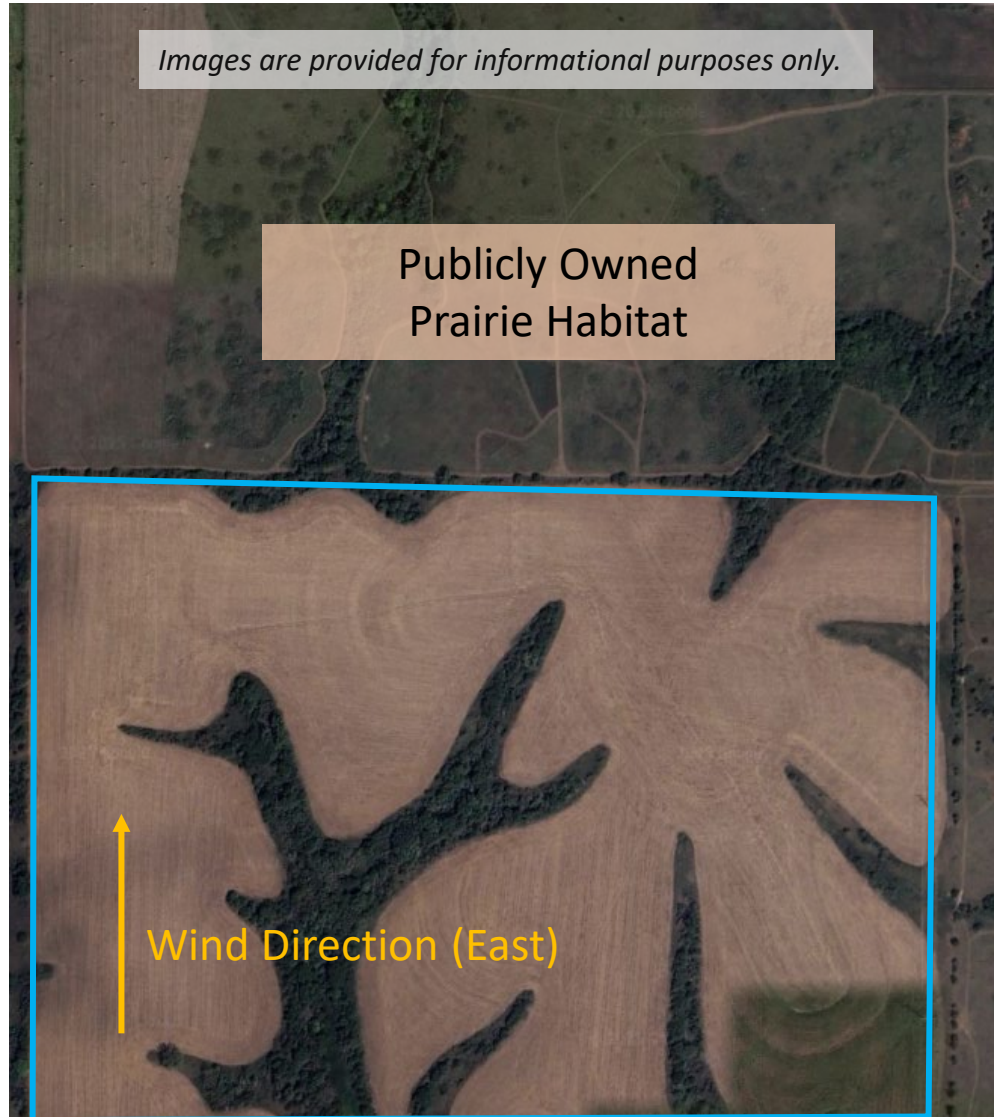 Images are provided for informational purposes only.
Publicly Owned
Prairie Habitat
Wind Direction (East)